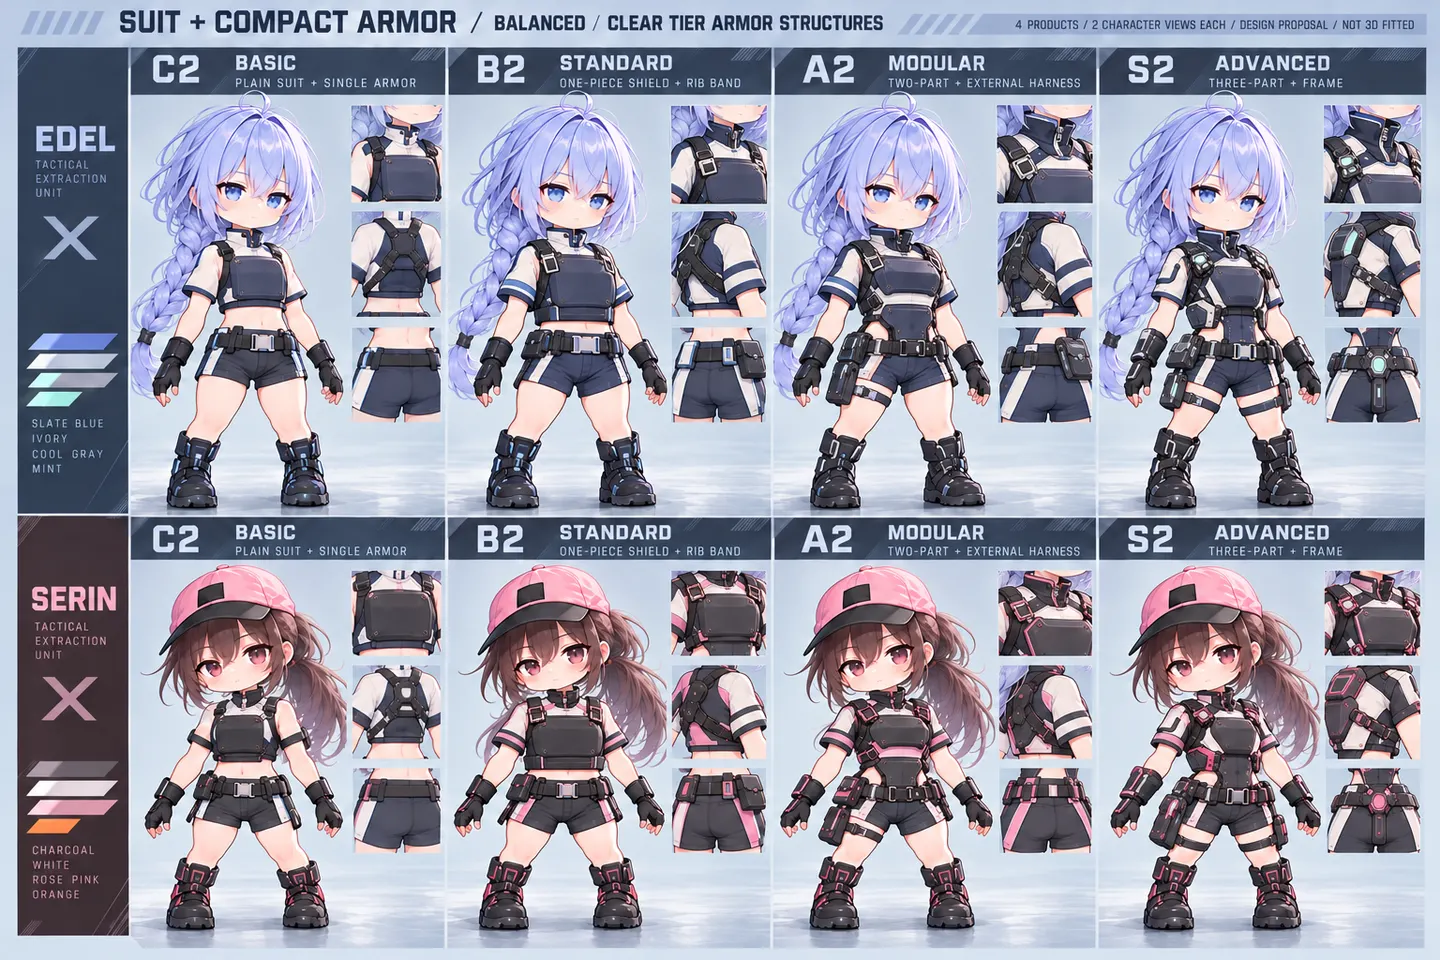 SUIT + COMPACT ARMOR / BALANCED / CLEAR TIER ARMOR STRUCTURES
4 PRODUCTS / 2 CHARACTER VIEWS EACH / DESIGN PROPOSAL / NOT 3D FITTED
EDEL
TACTICAL
EXTRACTION
UNIT
X
SLATE BLUE
IVORY
COOL GRAY
MINT
C2 BASIC
PLAIN SUIT + SINGLE ARMOR
B2 STANDARD
ONE-PIECE SHIELD + RIB BAND
A2 MODULAR
TWO-PART + EXTERNAL HARNESS
S2 ADVANCED
THREE-PART + FRAME
SERIN
TACTICAL
EXTRACTION
UNIT
X
CHARCOAL
WHITE
ROSE PINK
ORANGE
C2 BASIC
PLAIN SUIT + SINGLE ARMOR
B2 STANDARD
ONE-PIECE SHIELD + RIB BAND
A2 MODULAR
TWO-PART + EXTERNAL HARNESS
S2 ADVANCED
THREE-PART + FRAME